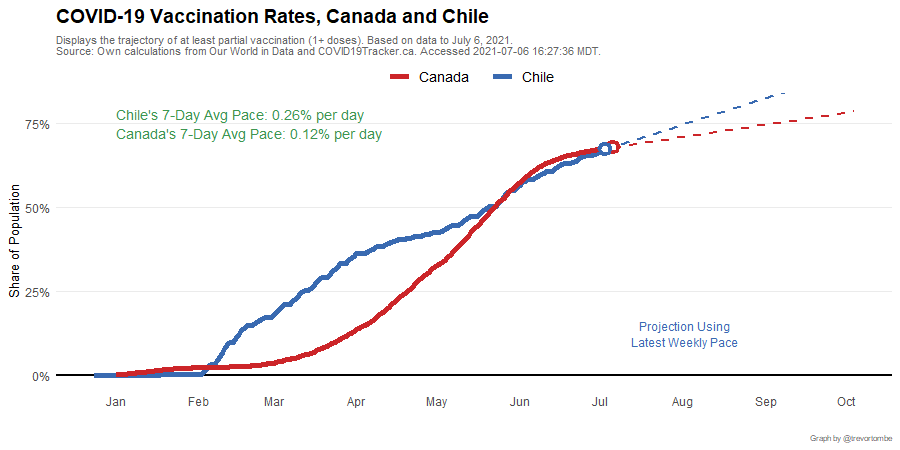 COVID-19 Vaccination Rates, Canada and Chile
Displays the trajectory of at least partial vaccination (1+ doses). Based on data to July 6, 2021.
Source: Own calculations from Our World in Data and COVID19Tracker.ca. Accessed 2021-07-06 16:27:36 MDT.
Canada Chile
Chile's 7-Day Avg Pace: 0.26% per day
Canada's 7-Day Avg Pace: 0.12% per day
75%
50%
25%
0%
Share of Population
Projection Using
Latest Weekly Pace
Jan Feb Mar Apr May Jun Jul Aug Sep Oct
Graph by @trevortombe